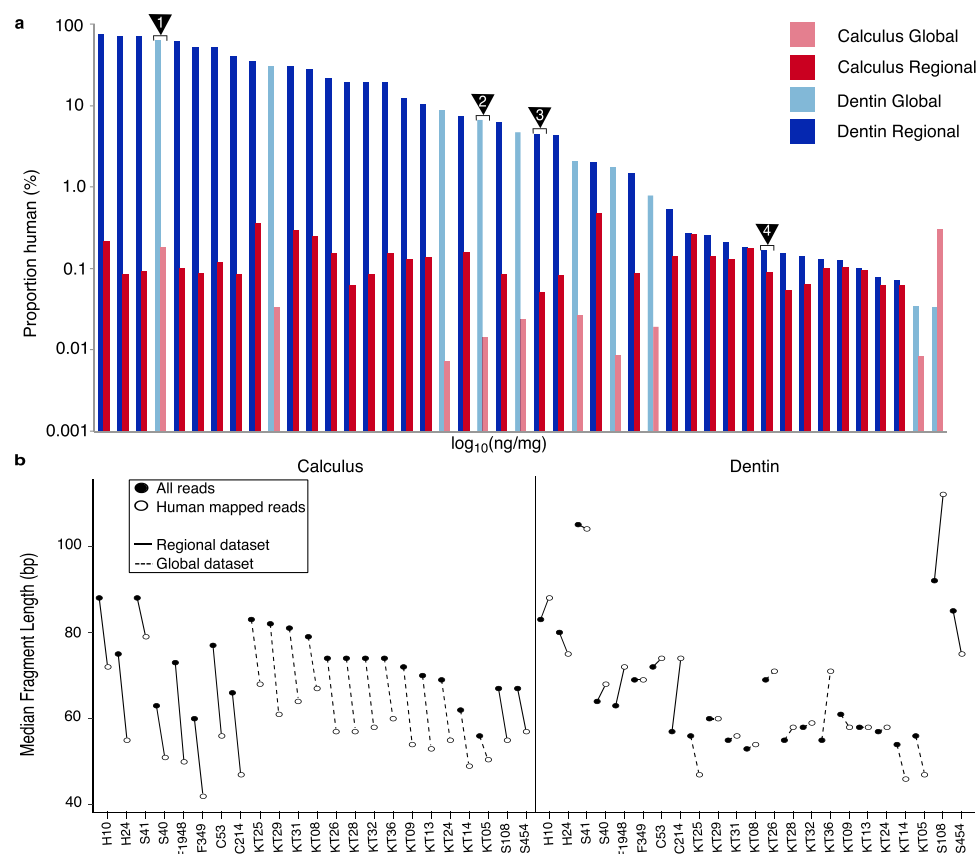 a
Proportion human (%)
100
10
1.0
0.1
0.01
0.001
1
2
3
4
Calculus Global
Calculus Regional
Dentin Global
Dentin Regional
log10(ng/mg)
b
Calculus
Dentin
All reads
Human mapped reads
Regional dataset
Global dataset
Median Fragment Length (bp)
100
80
60
40
H10 H24 S41 S40 F1948 F349 C53 C214 KT25 KT29 KT31 KT08 KT26 KT28 KT32 KT36 KT09 KT13 KT24 KT14 KT05 S108 S454
H10 H24 S41 S40 F1948 F349 C53 C214 KT25 KT29 KT31 KT08 KT26 KT28 KT32 KT36 KT09 KT13 KT24 KT14 KT05 S108 S454